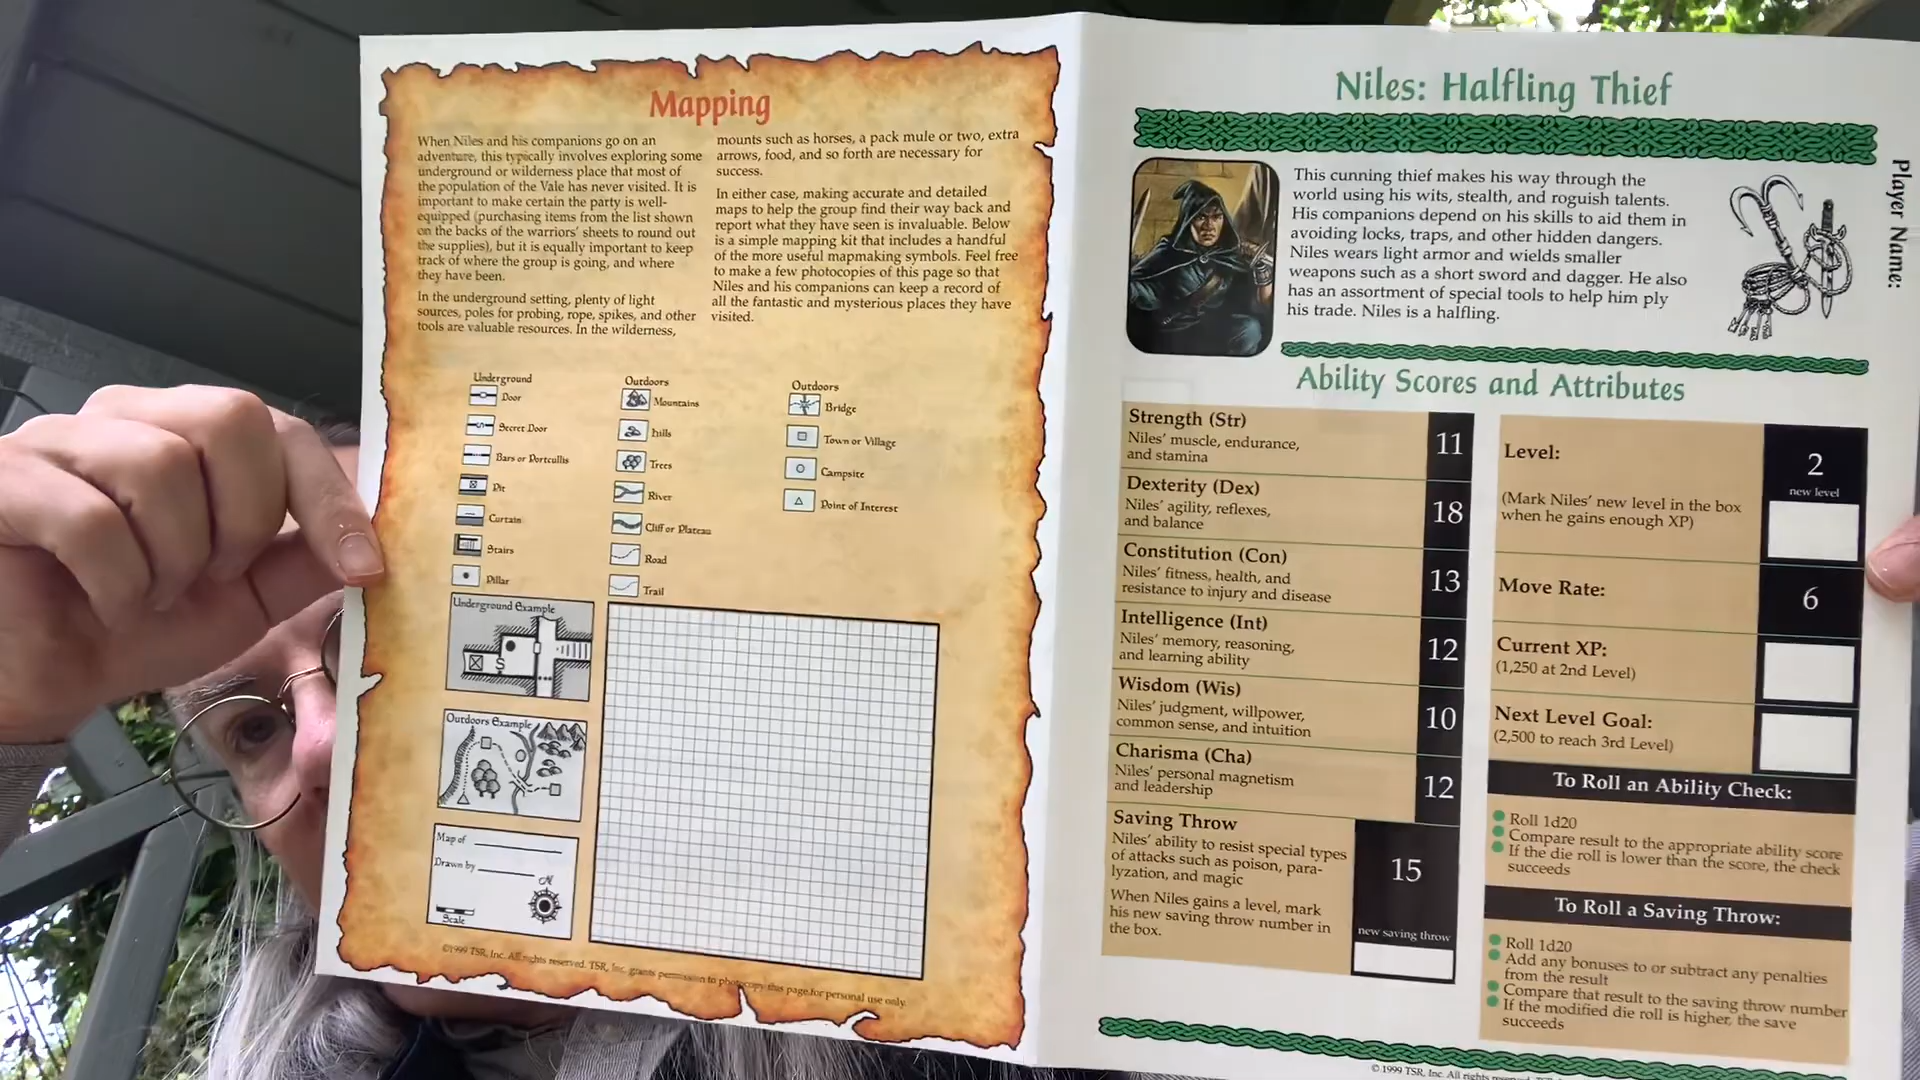 Mapping
When Niles and his companions go on an
adventure, this typically involves exploring some
underground or wilderness place that most of
the population of the Vale has never visited. It is
important to make certain the party is well-
equipped (purchasing items from the list shown
on the backs of the warriors' sheets to round out
the supplies), but it is equally important to keep
track of where the group is going, and where
they have been.
In the underground setting, plenty of light
sources, poles for probing, rope, spikes, and other
tools are valuable resources. In the wilderness,
mounts such as horses, a pack mule or two, extra
arrows, food, and so forth are necessary for
success.
In either case, making accurate and detailed
maps to help the group find their way back and
report what they have seen is invaluable. Below
is a simple mapping kit that includes a handful
of the more useful mapmaking symbols. Feel free
to make a few photocopies of this page so that
Niles and his companions can keep a record of
all the fantastic and mysterious places they have
visited.
Underground
Door
Secret Door
Bars or Portcullis
Pit
Curtain
Stairs
Pillar
Outdoors
Mountains
Hills
Trees
River
Cliff or Plateau
Road
Trail
Outdoors
Bridge
Town or Village
Campsite
Point of Interest
Underground Example
S
Outdoors Example
Map of
Drawn by
N
Scale
©1999 TSR, Inc. All rights reserved. TSR, Inc. grants permission to photocopy this page for personal use only.
Niles: Halfling Thief
Player Name:
This cunning thief makes his way through the
world using his wits, stealth, and roguish talents.
His companions depend on his skills to aid them in
avoiding locks, traps, and other hidden dangers.
Niles wears light armor and wields smaller
weapons such as a short sword and dagger. He also
has an assortment of special tools to help him ply
his trade. Niles is a halfling.
Ability Scores and Attributes
Strength (Str)
Niles' muscle, endurance,
and stamina
11
Dexterity (Dex)
Niles' agility, reflexes,
and balance
18
Constitution (Con)
Niles' fitness, health, and
resistance to injury and disease
13
Intelligence (Int)
Niles' memory, reasoning,
and learning ability
12
Wisdom (Wis)
Niles' judgment, willpower,
common sense, and intuition
10
Charisma (Cha)
Niles' personal magnetism
and leadership
12
Saving Throw
Niles' ability to resist special types
of attacks such as poison, para-
lyzation, and magic
When Niles gains a level, mark
his new saving throw number in
the box.
15
new saving throw
Level:
(Mark Niles' new level in the box
when he gains enough XP)
2
new level
Move Rate:
6
Current XP:
(1,250 at 2nd Level)
Next Level Goal:
(2,500 to reach 3rd Level)
To Roll an Ability Check:
Roll 1d20
Compare result to the appropriate ability score
If the die roll is lower than the score, the check
succeeds
To Roll a Saving Throw:
Roll 1d20
Add any bonuses to or subtract any penalties
from the result
Compare that result to the saving throw number
If the modified die roll is higher, the save
succeeds
© 1999 TSR, Inc. All rights reserved.